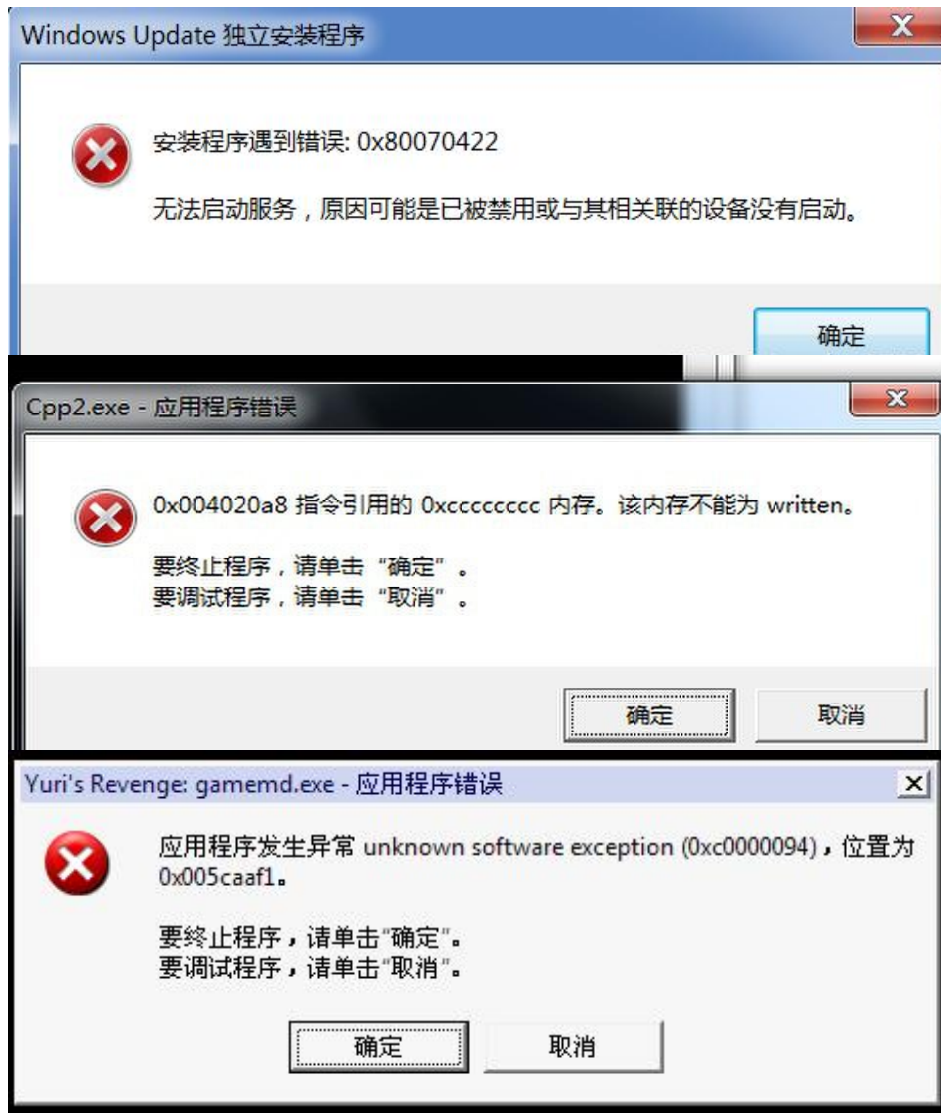 Windows Update 独立安装程序
安装程序遇到错误: 0x80070422
无法启动服务，原因可能是已被禁用或与其相关联的设备没有启动。
确定
Cpp2.exe - 应用程序错误
0x004020a8 指令引用的 0xcccccccc 内存。该内存不能为 written。
要终止程序，请单击“确定”。
要调试程序，请单击“取消”。
确定 取消
Yuri's Revenge: gamemd.exe - 应用程序错误
应用程序发生异常 unknown software exception (0xc0000094)，位置为
0x005caaf1。
要终止程序，请单击"确定"。
要调试程序，请单击"取消"。
确定 取消